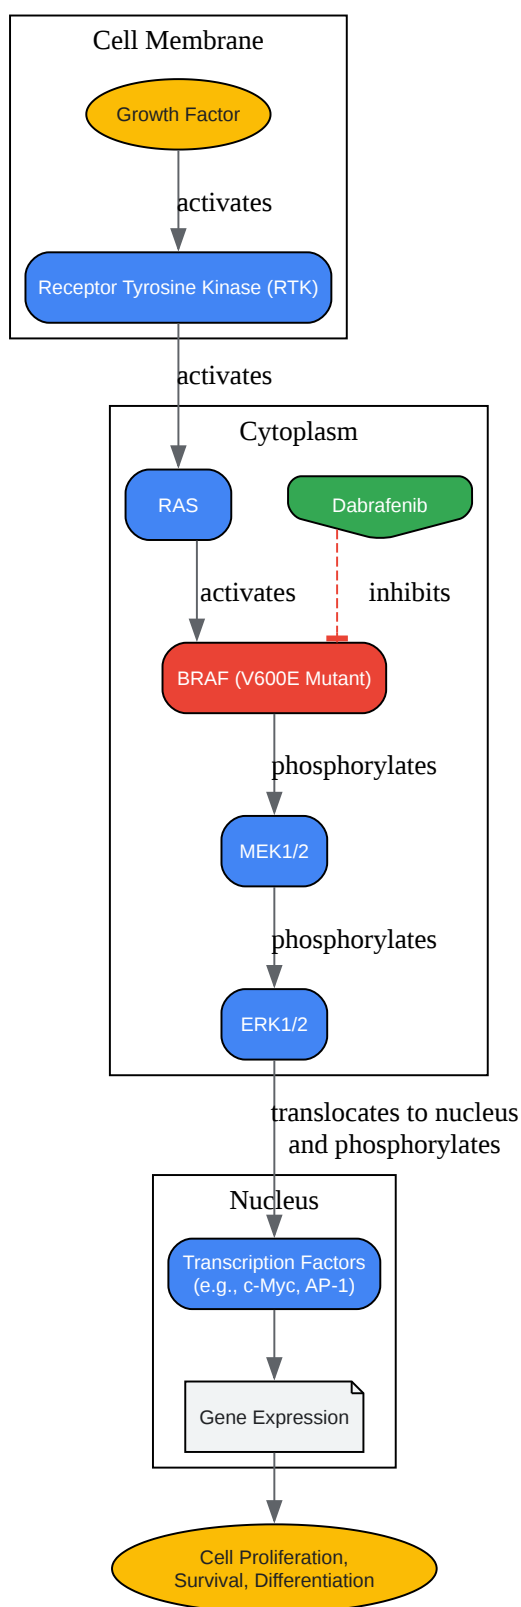 Cell Membrane
Growth Factor
activates
Receptor Tyrosine Kinase (RTK)
activates
Cytoplasm
RAS
Dabrafenib
activates
inhibits
BRAF (V600E Mutant)
phosphorylates
MEK1/2
phosphorylates
ERK1/2
translocates to nucleus
and phosphorylates
Nucleus
Transcription Factors
(e.g., c-Myc, AP-1)
Gene Expression
Cell Proliferation,
Survival, Differentiation